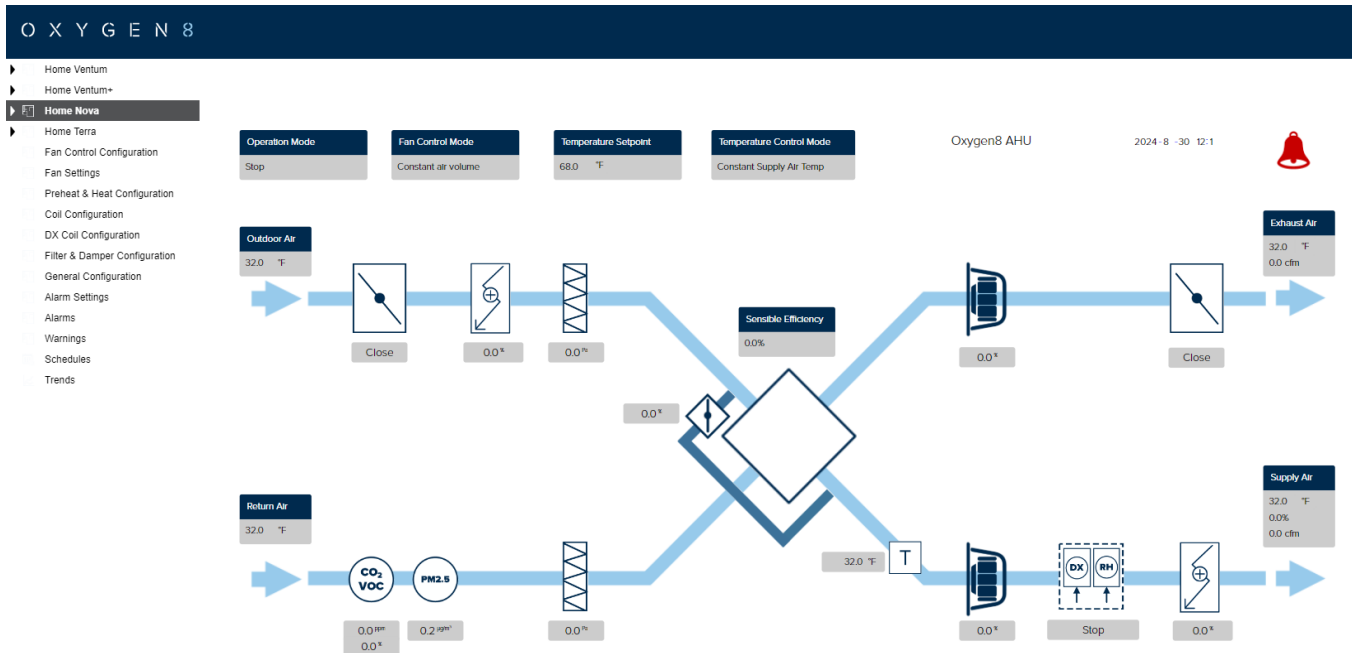 OXYGEN8
Home Ventum
Home Ventum+
Home Nova
Home Terra
Fan Control Configuration
Fan Settings
Preheat & Heat Configuration
Coil Configuration
DX Coil Configuration
Filter & Damper Configuration
General Configuration
Alarm Settings
Alarms
Warnings
Schedules
Trends
Operation Mode
Stop
Fan Control Mode
Constant air volume
Temperature Setpoint
68.0 °F
Temperature Control Mode
Constant Supply Air Temp
Oxygen8 AHU
2024-8 -30 12:1
Outdoor Air
32.0 °F
Close
0.0 %
0.0 Pa
Sensible Efficiency
0.0%
0.0 %
Exhaust Air
32.0 °F
0.0 cfm
0.0 %
Close
Return Air
32.0 °F
CO₂
VOC
PM2.5
0.0 ppm
0.0 %
0.2 µg/m³
0.0 Pa
32.0 °F
T
0.0 %
DX
RH
Stop
0.0 %
Supply Air
32.0 °F
0.0%
0.0 cfm